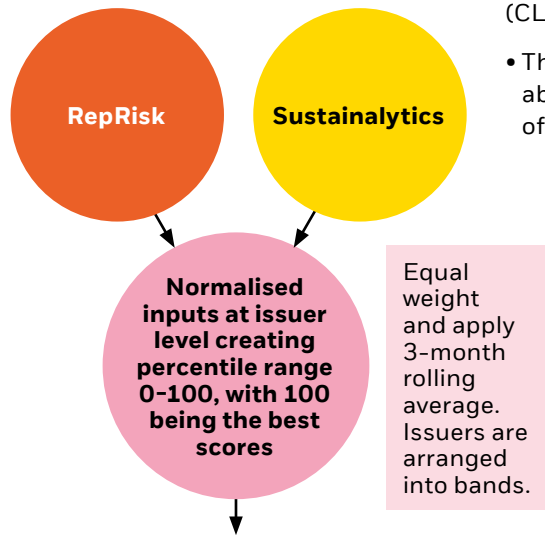 (CL
• Th
ab
of
RepRisk
Sustainalytics
Normalised
inputs at issuer
level creating
percentile range
0–100, with 100
being the best
scores
Equal
weight
and apply
3-month
rolling
average.
Issuers are
arranged
into bands.